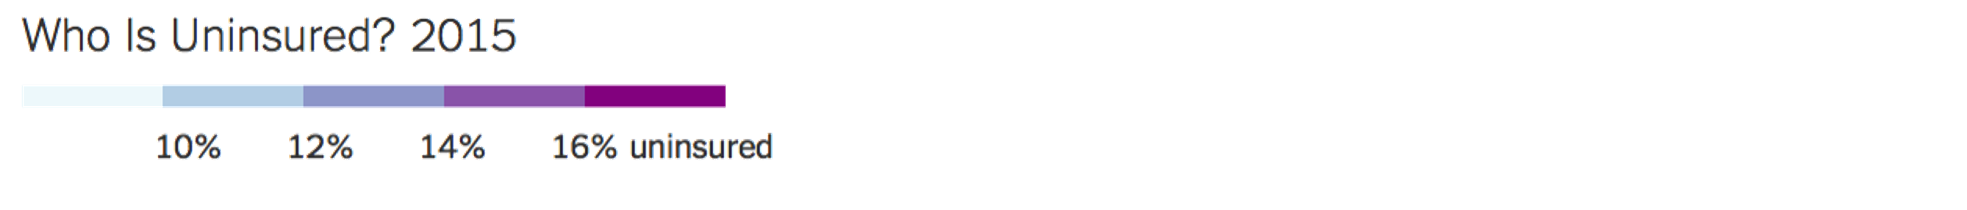 Who Is Uninsured? 2015
10% 12% 14% 16% uninsured